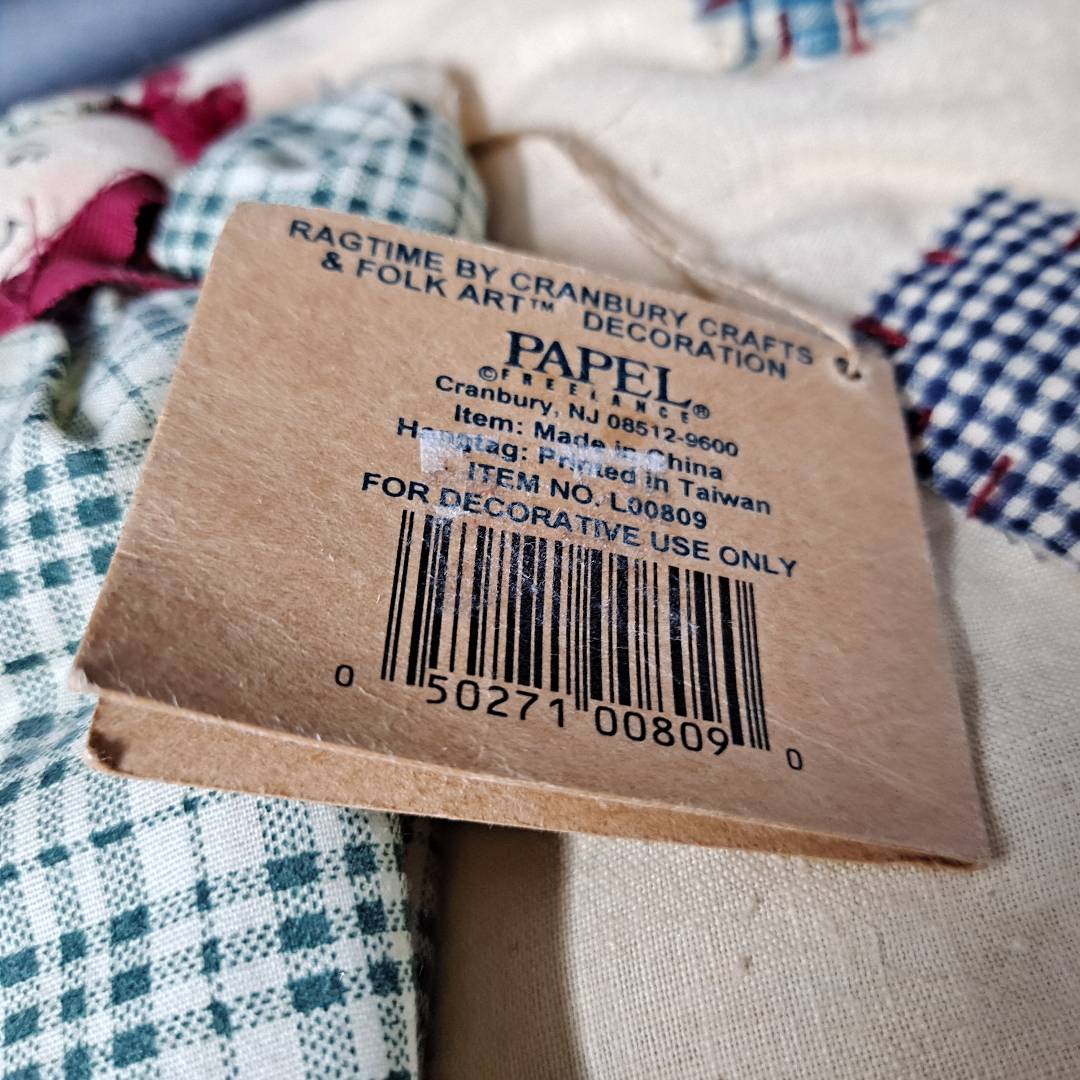 RAGTIME BY CRANBURY CRAFTS
& FOLK ART™ DECORATION
PAPEL®
©FREELANCE
Cranbury, NJ 08512-9600
Item: Made in China
Hangtag: Printed in Taiwan
ITEM NO. L00809
FOR DECORATIVE USE ONLY
0 50271 00809 0